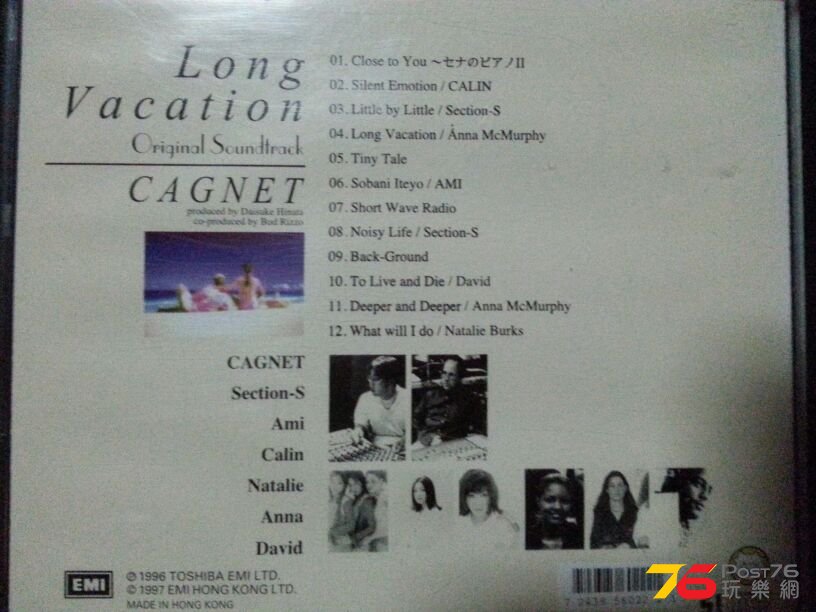 Long
Vacation
Original Soundtrack
CAGNET
produced by Daisuke Hinata
co-produced by Bud Rizzo
01. Close to You ～セナのピアノII
02. Silent Emotion / CALIN
03. Little by Little / Section-S
04. Long Vacation / Anna McMurphy
05. Tiny Tale
06. Sobani Iteyo / AMI
07. Short Wave Radio
08. Noisy Life / Section-S
09. Back-Ground
10. To Live and Die / David
11. Deeper and Deeper / Anna McMurphy
12. What will I do / Natalie Burks
CAGNET
Section-S
Ami
Calin
Natalie
Anna
David
EMI
℗ 1996 TOSHIBA EMI LTD.
© 1997 EMI HONG KONG LTD.
MADE IN HONG KONG
76 Post76
玩樂網